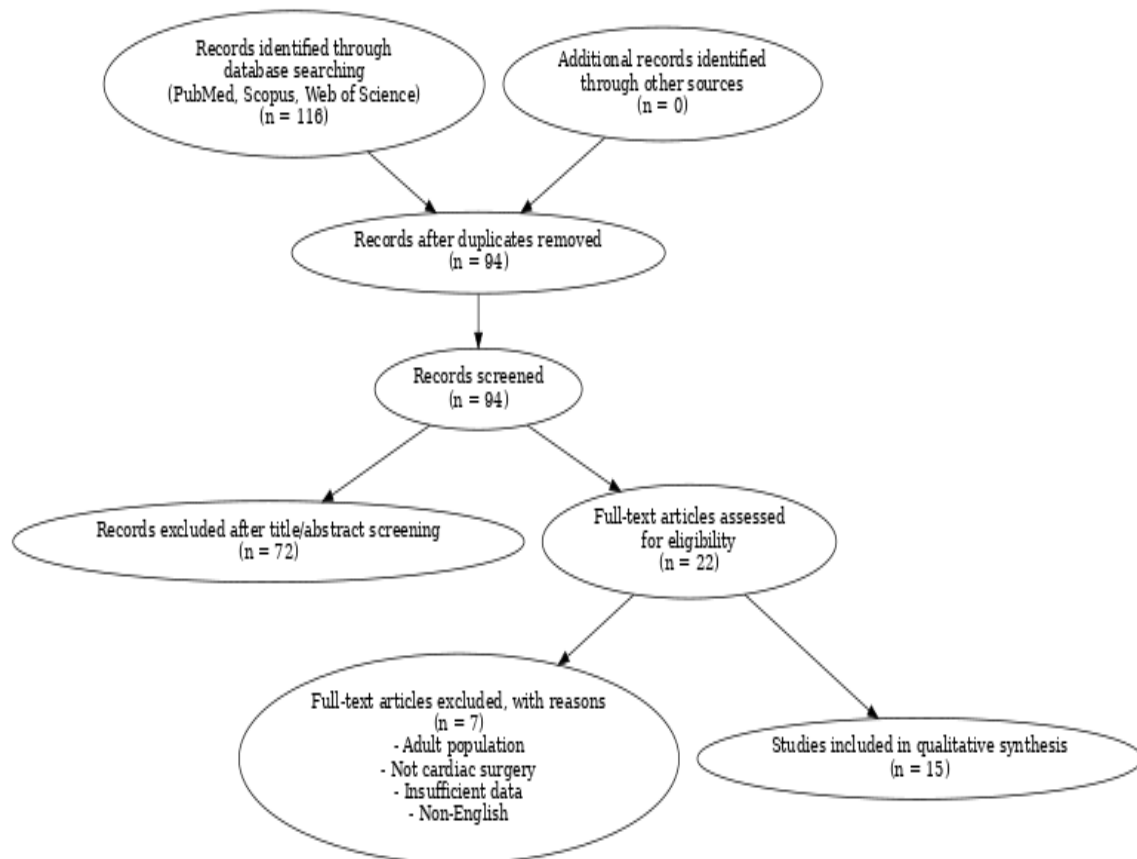 Records identified through
database searching
(PubMed, Scopus, Web of Science)
(n = 116)
Additional records identified
through other sources
(n = 0)
Records after duplicates removed
(n = 94)
Records screened
(n = 94)
Records excluded after title/abstract screening
(n = 72)
Full-text articles assessed
for eligibility
(n = 22)
Full-text articles excluded, with reasons
(n = 7)
- Adult population
- Not cardiac surgery
- Insufficient data
- Non-English
Studies included in qualitative synthesis
(n = 15)